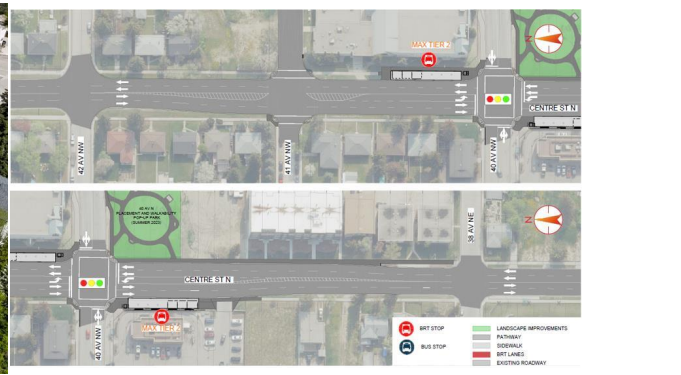 MAX TIER 2
N
CENTRE ST N
42 AV NW
41 AV NW
40 AV NW
40 AV N
PLACEMENT AND WALKABILITY
POP-UP PARK
(SUMMER 2023)
38 AV NE
N
CENTRE ST N
40 AV NW
MAX TIER 2
BRT STOP
BUS STOP
LANDSCAPE IMPROVEMENTS
PATHWAY
SIDEWALK
BRT LANES
EXISTING ROADWAY